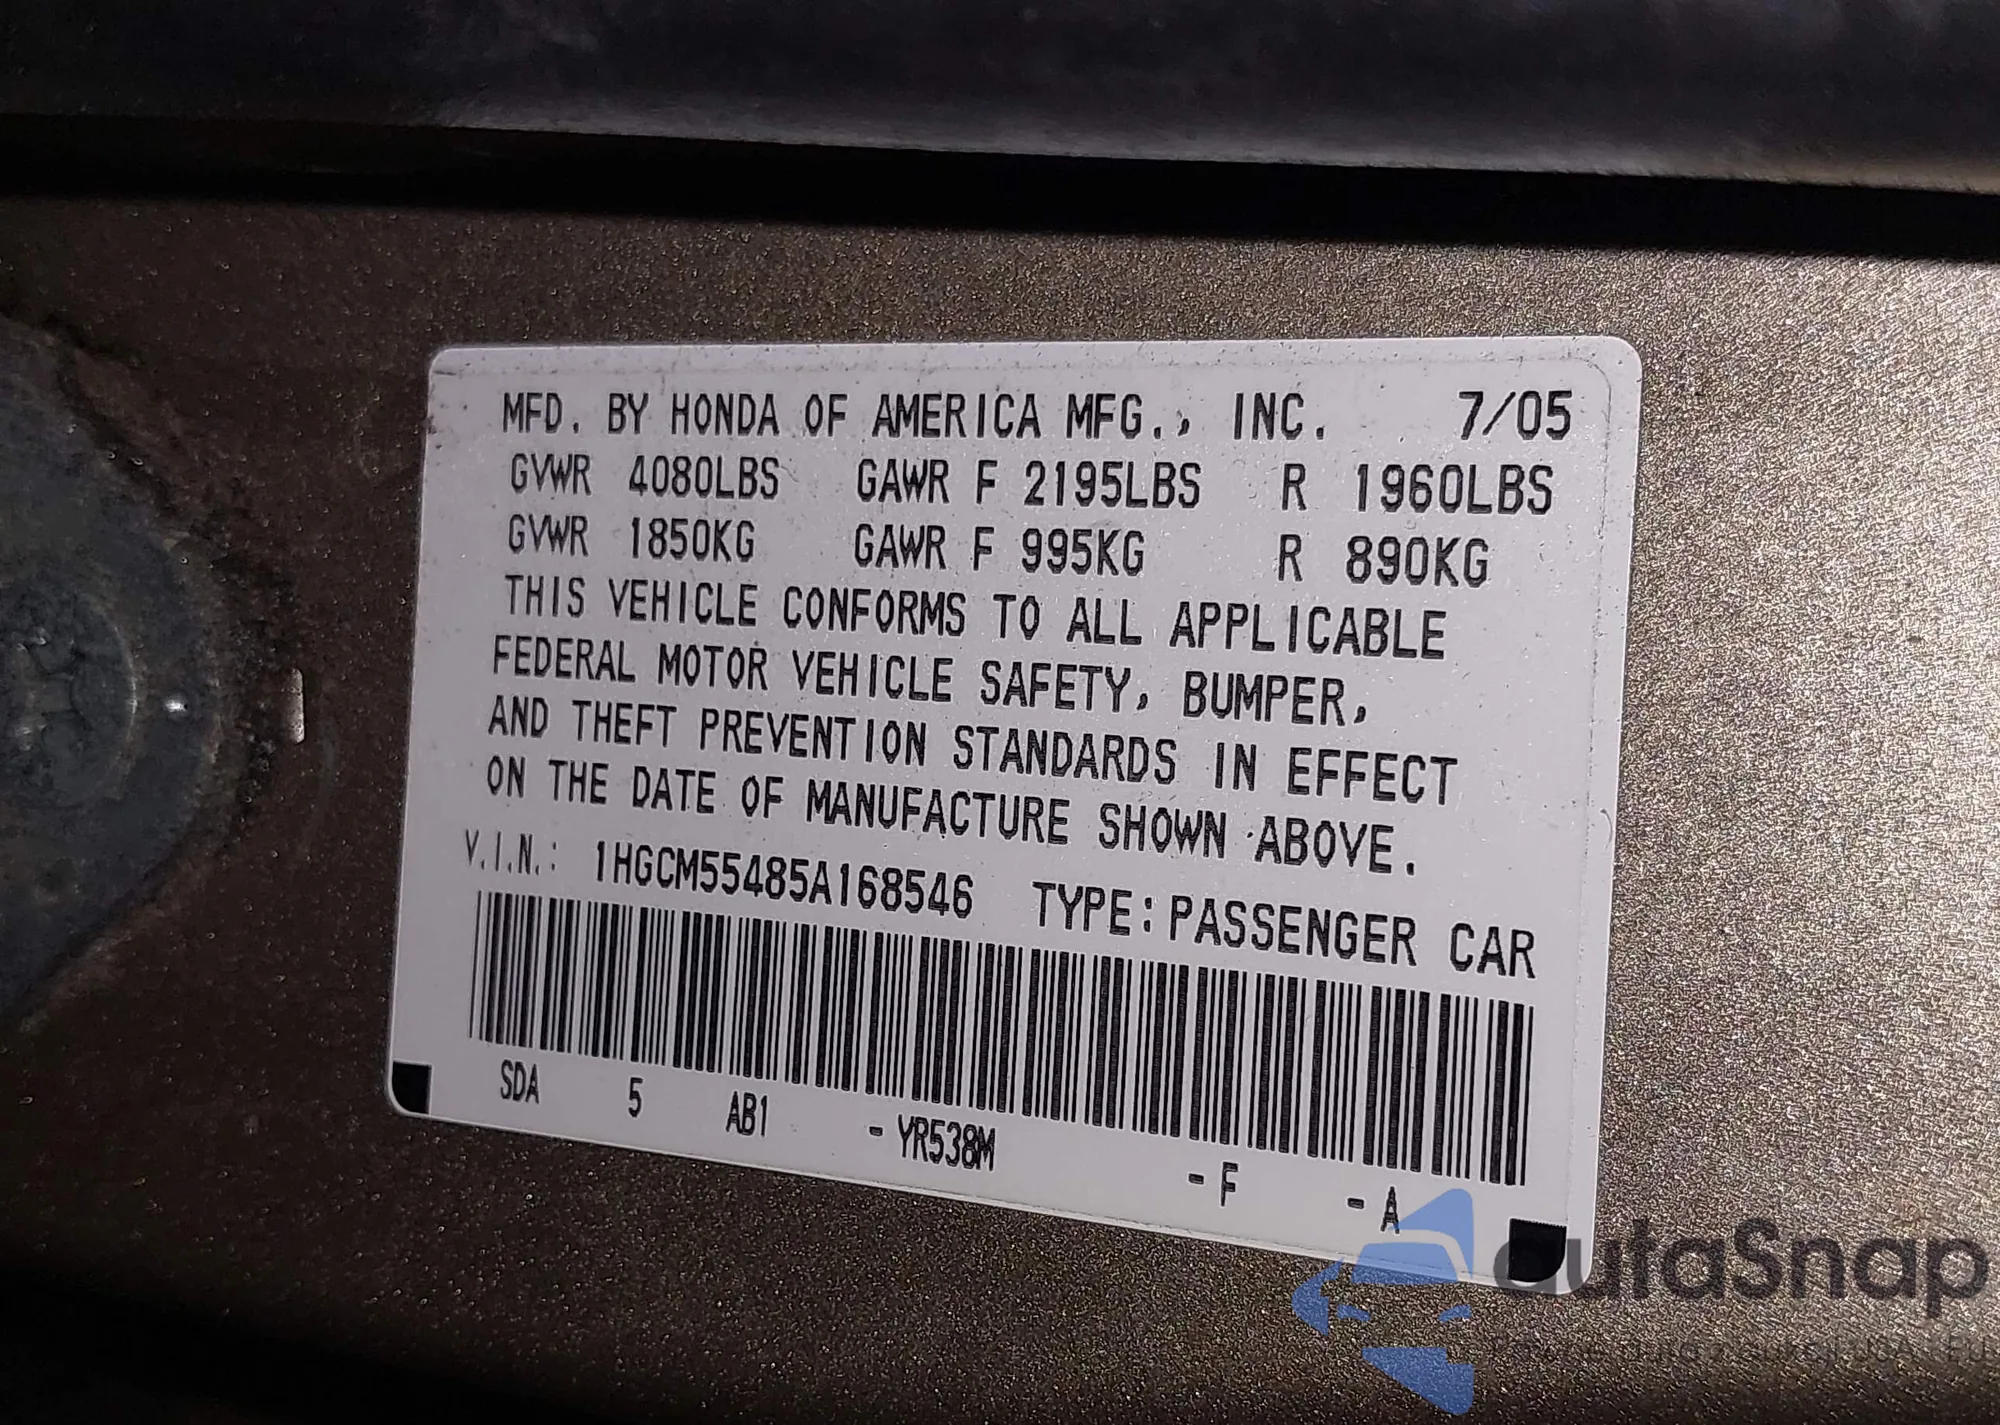 MFD. BY HONDA OF AMERICA MFG., INC. 7/05
GVWR 4080LBS GAWR F 2195LBS R 1960LBS
GVWR 1850KG GAWR F 995KG R 890KG
THIS VEHICLE CONFORMS TO ALL APPLICABLE
FEDERAL MOTOR VEHICLE SAFETY, BUMPER,
AND THEFT PREVENTION STANDARDS IN EFFECT
ON THE DATE OF MANUFACTURE SHOWN ABOVE.
V.I.N.: 1HGCM55485A168546 TYPE: PASSENGER CAR
SDA 5 AB1 -YR538M -F -A
autaSnap